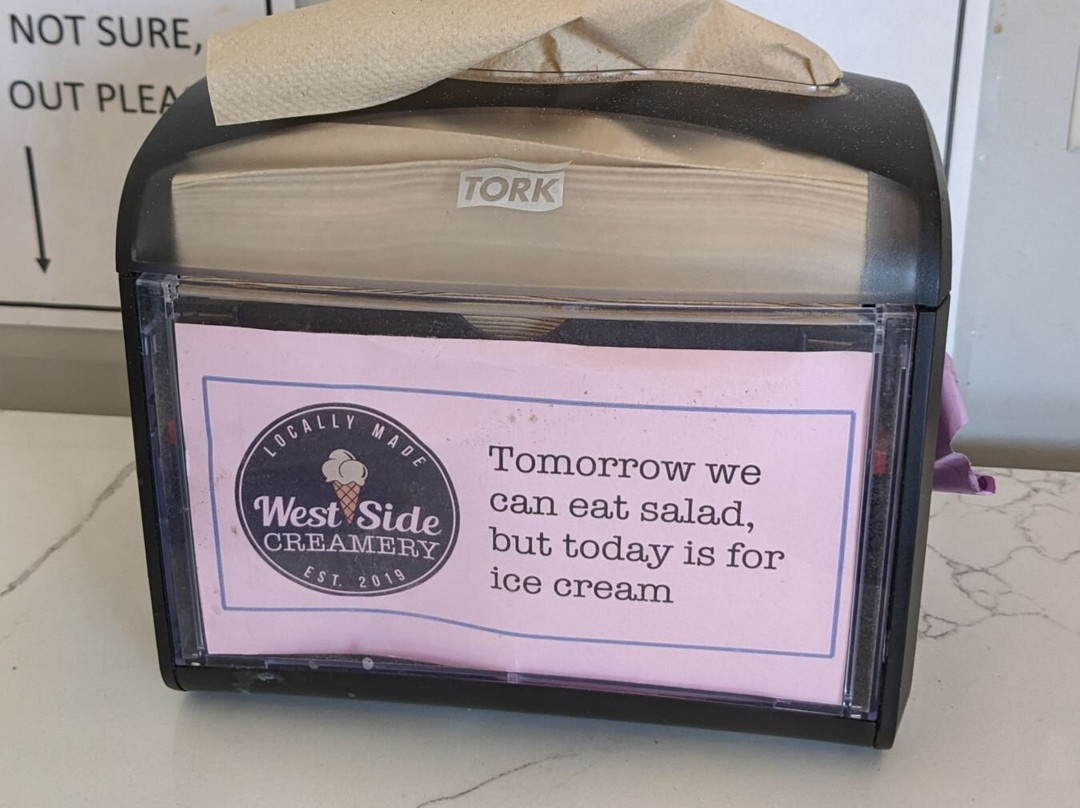 NOT SURE,
OUT PLEA
TORK
LOCALLY MADE
West Side
CREAMERY
EST. 2019
Tomorrow we
can eat salad,
but today is for
ice cream